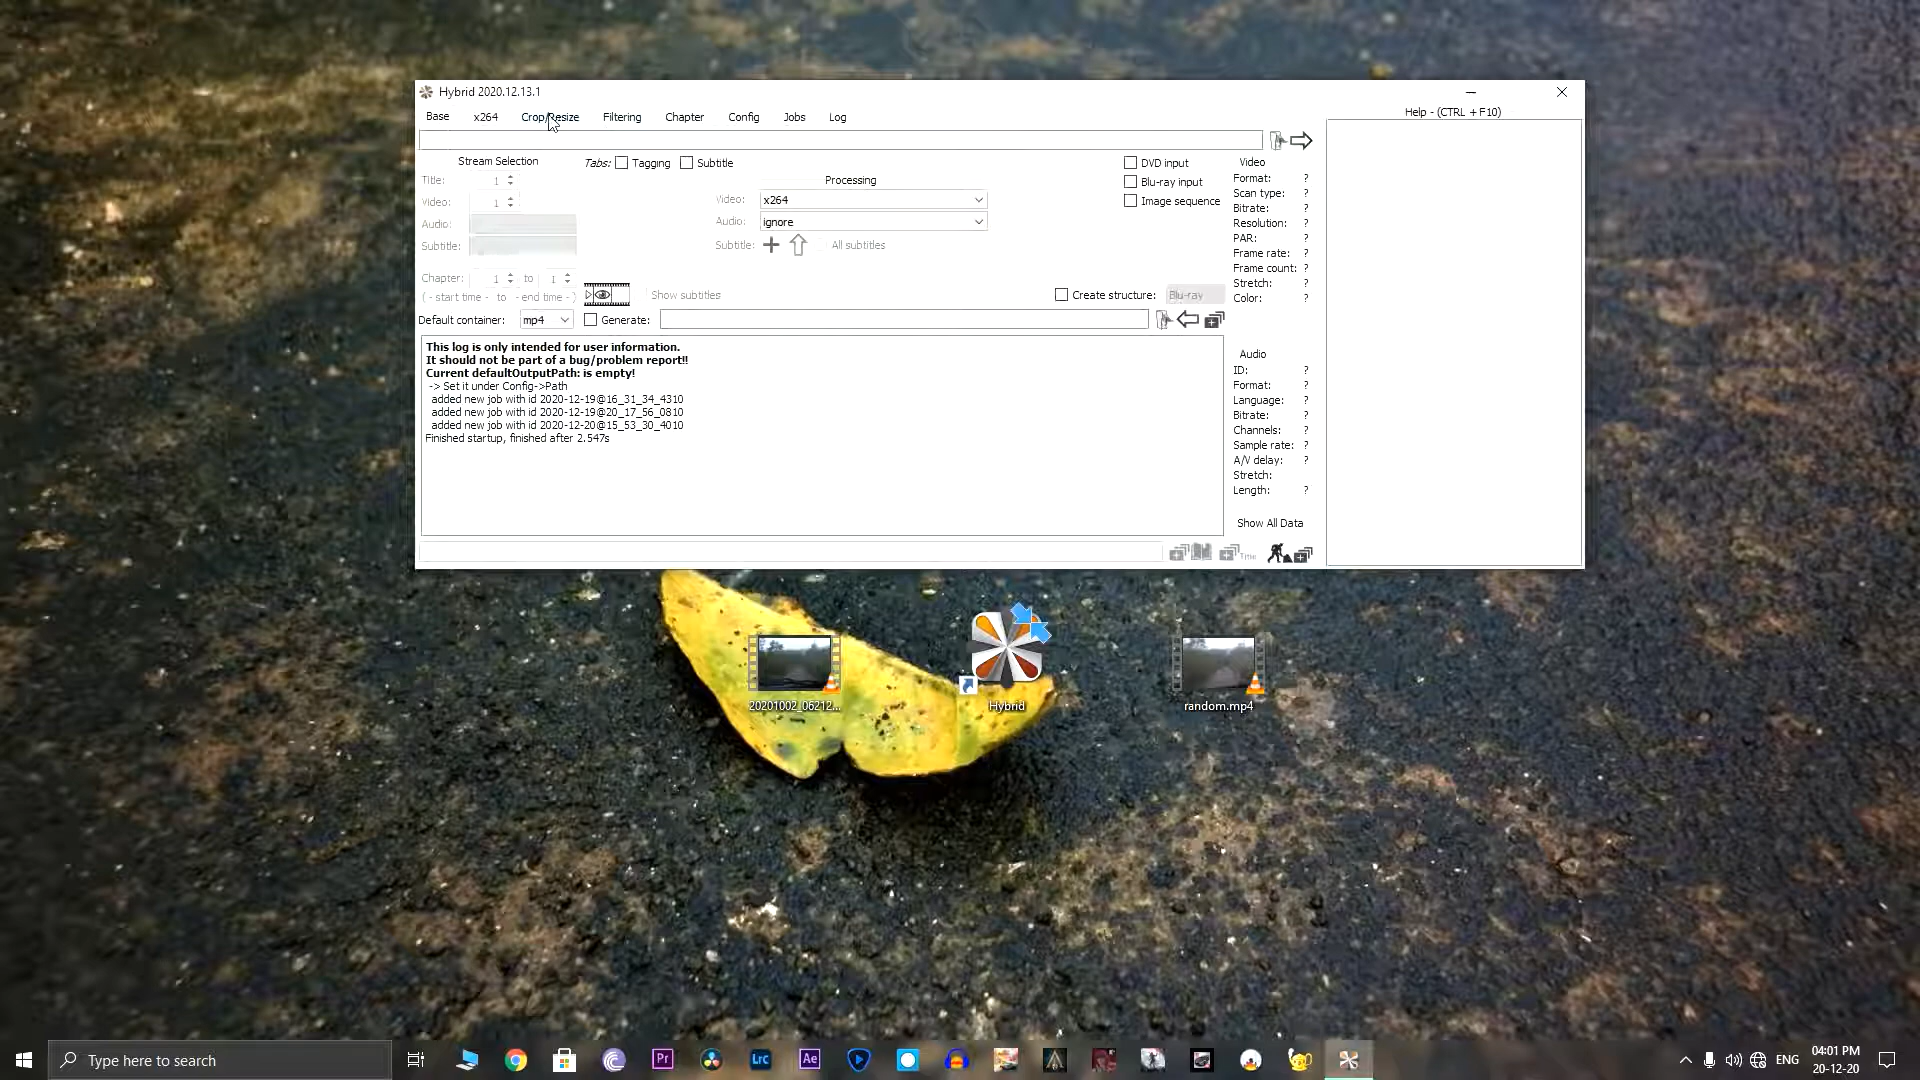 Hybrid 2020.12.13.1
Help - (CTRL + F10)
Base x264 Crop/Resize Filtering Chapter Config Jobs Log
Stream Selection
Tabs: Tagging Subtitle
DVD input
Video
Title: 1
Processing
Blu-ray input
Format: ?
Video: 1
Video: x264
Image sequence
Scan type: ?
Bitrate: ?
Audio:
Audio: ignore
Resolution: ?
Subtitle:
Subtitle: All subtitles
PAR: ?
Frame rate: ?
Frame count: ?
Chapter: 1 to 1
Stretch: ?
( - start time - to - end time - )
Show subtitles
Create structure: Blu-ray
Color: ?
Default container: mp4 Generate:
This log is only intended for user information.
It should not be part of a bug/problem report!!
Current defaultOutputPath: is empty!
-> Set it under Config->Path
added new job with id 2020-12-19@16_31_34_4310
added new job with id 2020-12-19@20_17_56_0810
added new job with id 2020-12-20@15_53_30_4010
Finished startup, finished after 2.547s
Audio
ID: ?
Format: ?
Language: ?
Bitrate: ?
Channels: ?
Sample rate: ?
A/V delay: ?
Stretch:
Length: ?
Show All Data
Title
20201002_06212...
Hybrid
random.mp4
Type here to search
Pr
Lrc
Ae
ENG
04:01 PM
20-12-20